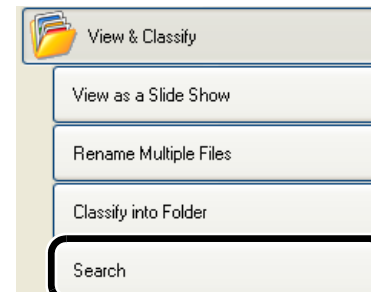 View & Classify
View as a Slide Show
Rename Multiple Files
Classify into Folder
Search